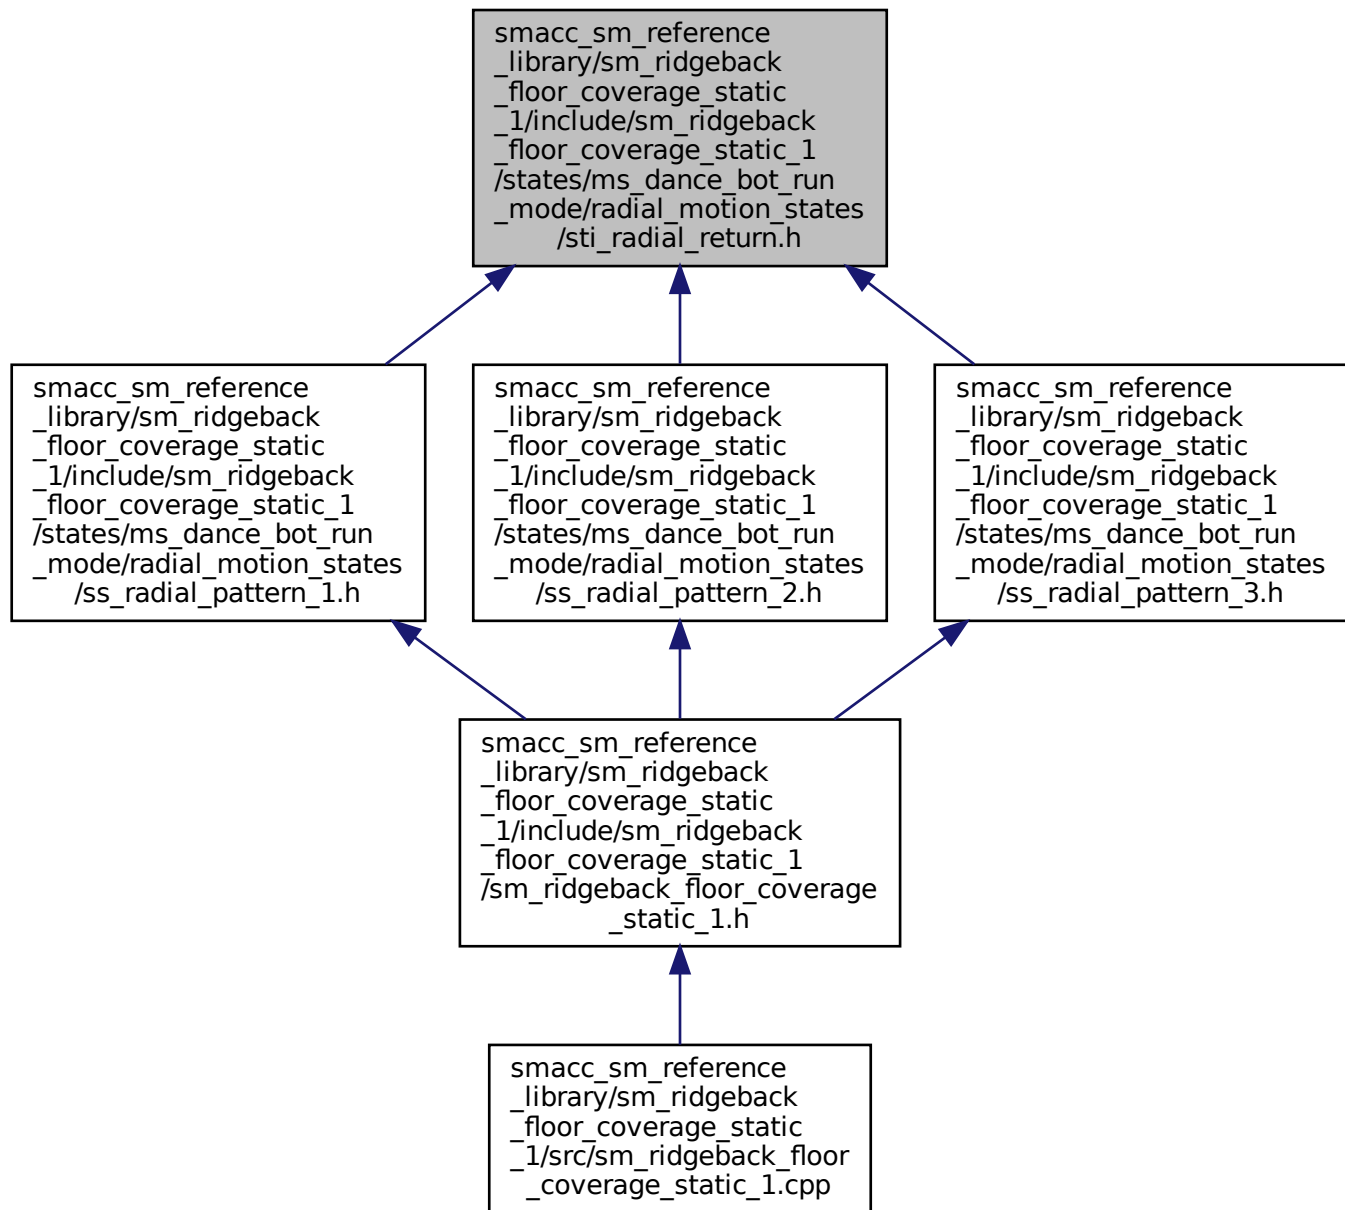 smacc_sm_reference
_library/sm_ridgeback
_floor_coverage_static
_1/include/sm_ridgeback
_floor_coverage_static_1
/states/ms_dance_bot_run
_mode/radial_motion_states
/sti_radial_return.h
smacc_sm_reference
_library/sm_ridgeback
_floor_coverage_static
_1/include/sm_ridgeback
_floor_coverage_static_1
/states/ms_dance_bot_run
_mode/radial_motion_states
/ss_radial_pattern_1.h
smacc_sm_reference
_library/sm_ridgeback
_floor_coverage_static
_1/include/sm_ridgeback
_floor_coverage_static_1
/states/ms_dance_bot_run
_mode/radial_motion_states
/ss_radial_pattern_2.h
smacc_sm_reference
_library/sm_ridgeback
_floor_coverage_static
_1/include/sm_ridgeback
_floor_coverage_static_1
/states/ms_dance_bot_run
_mode/radial_motion_states
/ss_radial_pattern_3.h
smacc_sm_reference
_library/sm_ridgeback
_floor_coverage_static
_1/include/sm_ridgeback
_floor_coverage_static_1
/sm_ridgeback_floor_coverage
_static_1.h
smacc_sm_reference
_library/sm_ridgeback
_floor_coverage_static
_1/src/sm_ridgeback_floor
_coverage_static_1.cpp